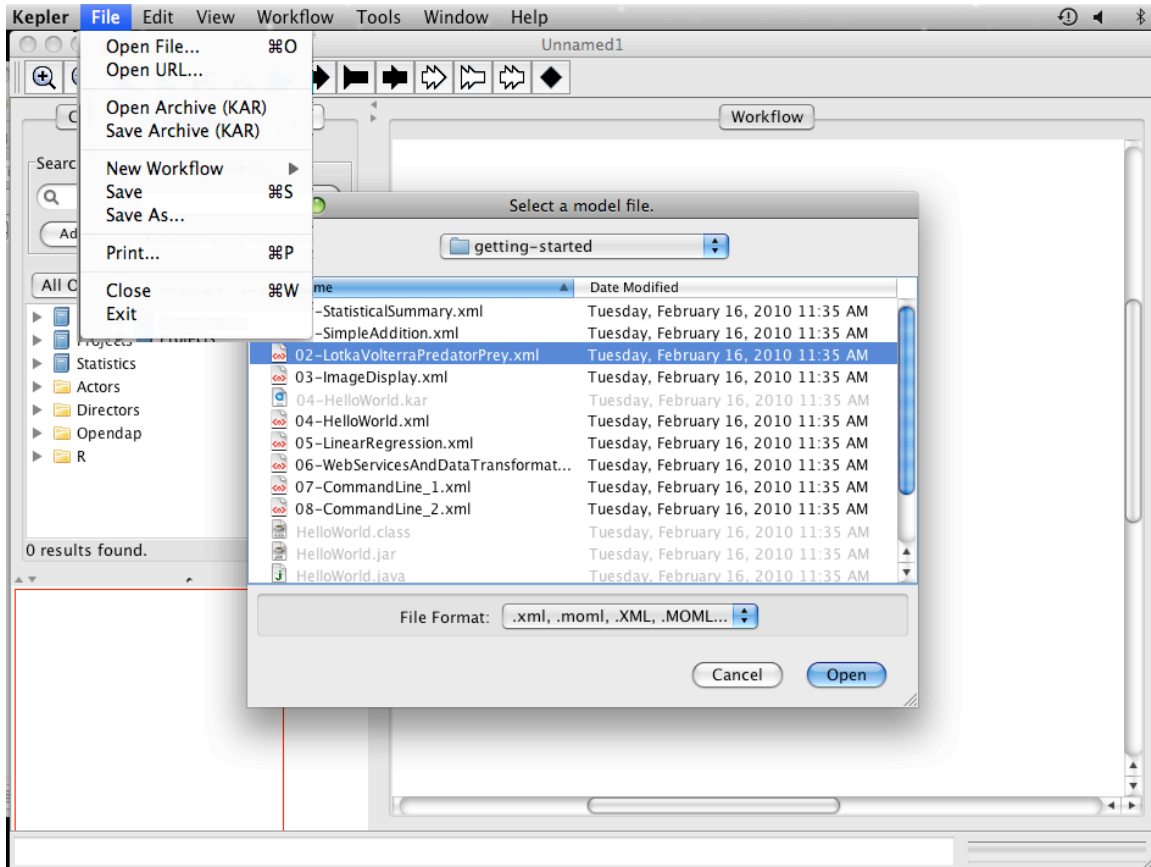 Kepler File Edit View Workflow Tools Window Help
Unnamed1
Open File... ⌘O
Open URL...
Open Archive (KAR)
Save Archive (KAR)
New Workflow
Save ⌘S
Save As...
Print... ⌘P
Close ⌘W
Exit
C
Workflow
Searc
Ad
All O
Projects
Statistics
Actors
Directors
Opendap
R
0 results found.
Select a model file.
getting-started
me Date Modified
-StatisticalSummary.xml Tuesday, February 16, 2010 11:35 AM
-SimpleAddition.xml Tuesday, February 16, 2010 11:35 AM
02-LotkaVolterraPredatorPrey.xml Tuesday, February 16, 2010 11:35 AM
03-ImageDisplay.xml Tuesday, February 16, 2010 11:35 AM
04-HelloWorld.kar Tuesday, February 16, 2010 11:35 AM
04-HelloWorld.xml Tuesday, February 16, 2010 11:35 AM
05-LinearRegression.xml Tuesday, February 16, 2010 11:35 AM
06-WebServicesAndDataTransformat... Tuesday, February 16, 2010 11:35 AM
07-CommandLine_1.xml Tuesday, February 16, 2010 11:35 AM
08-CommandLine_2.xml Tuesday, February 16, 2010 11:35 AM
HelloWorld.class Tuesday, February 16, 2010 11:35 AM
HelloWorld.jar Tuesday, February 16, 2010 11:35 AM
HelloWorld.java Tuesday, February 16, 2010 11:35 AM
File Format: .xml, .moml, .XML, .MOML...
Cancel Open